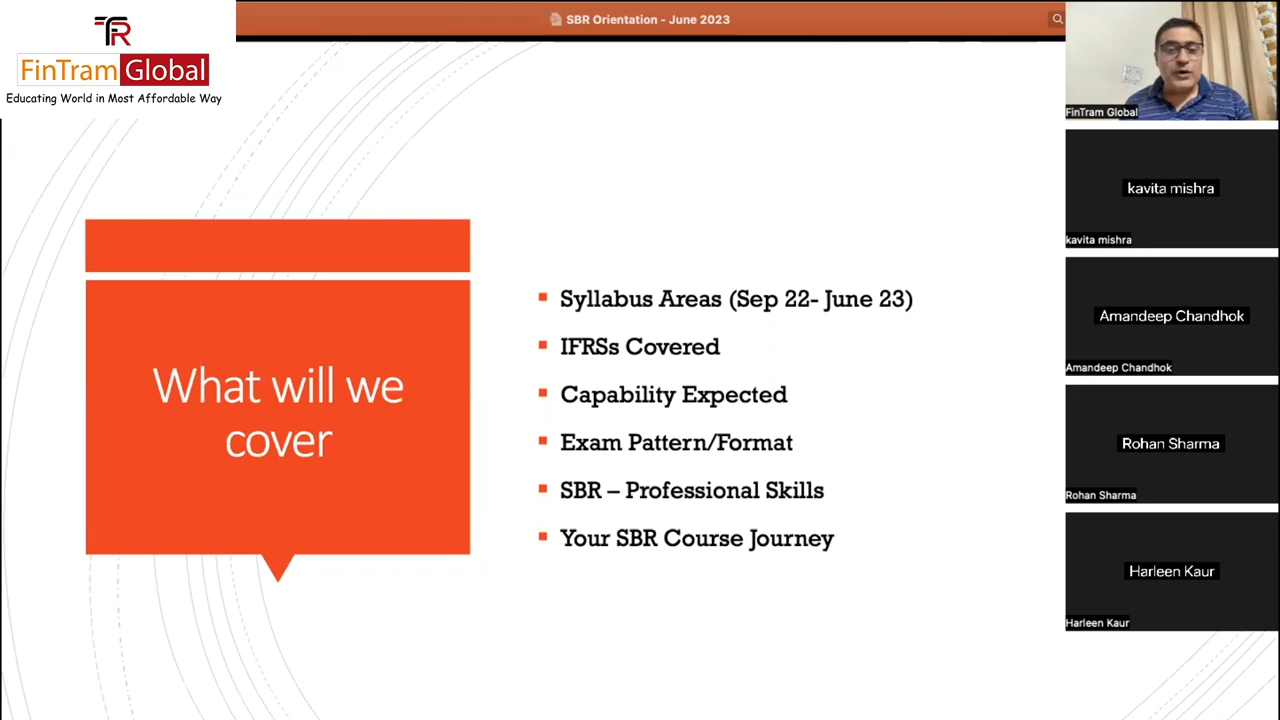 TR
FinTram Global
Educating World in Most Affordable Way
SBR Orientation - June 2023
What will we
cover
Syllabus Areas (Sep 22- June 23)
IFRSs Covered
Capability Expected
Exam Pattern/Format
SBR – Professional Skills
Your SBR Course Journey
FinTram Global
kavita mishra
kavita mishra
Amandeep Chandhok
Amandeep Chandhok
Rohan Sharma
Rohan Sharma
Harleen Kaur
Harleen Kaur